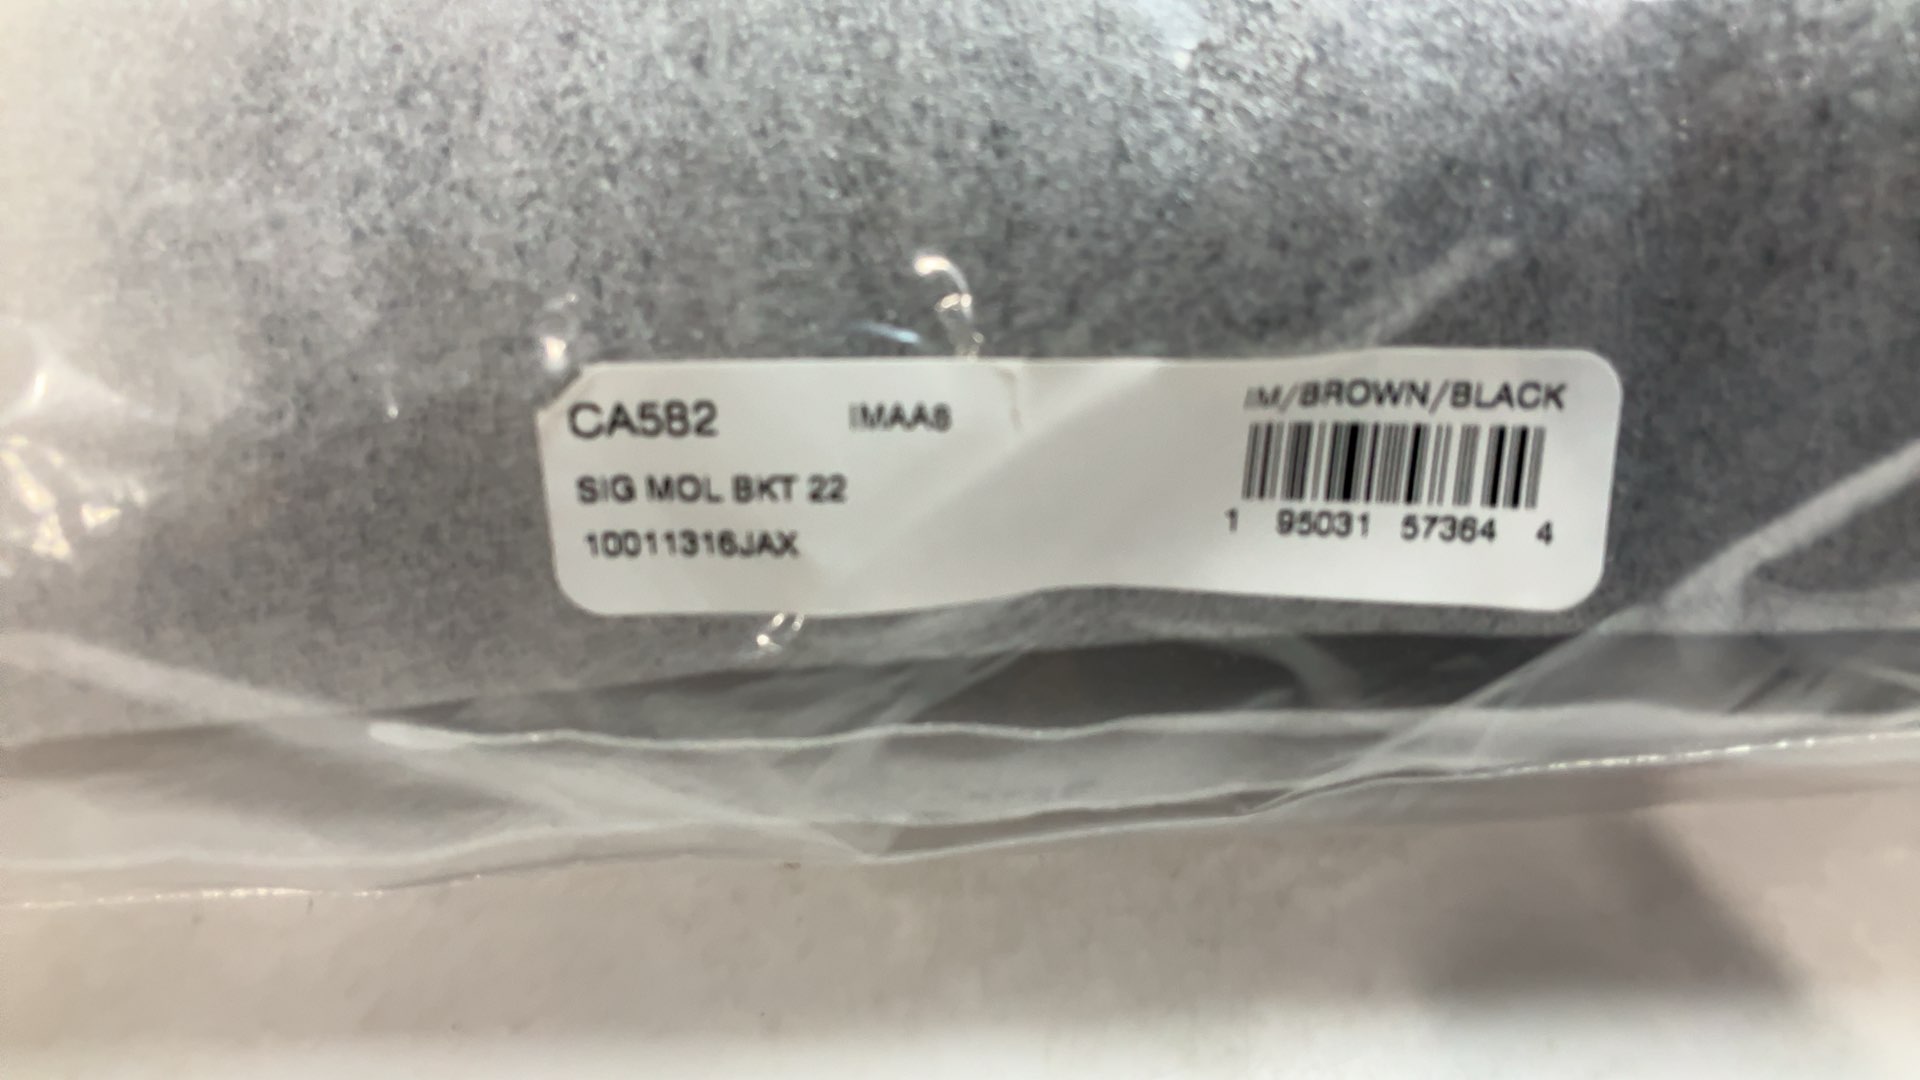 CA582 IMAA8 IM/BROWN/BLACK
SIG MOL BKT 22
10011316JAX
1 95031 57364 4